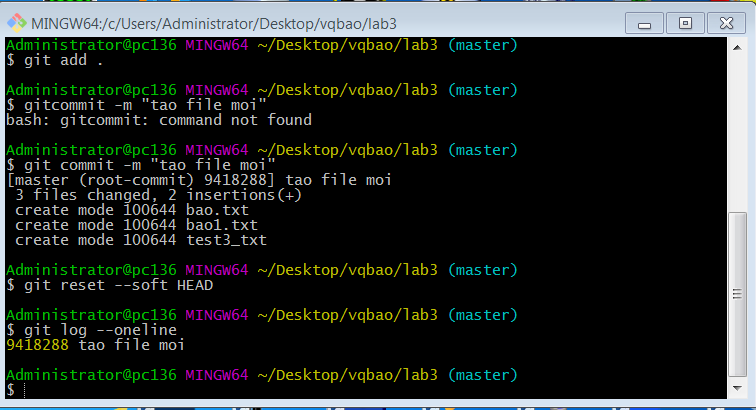 MINGW64:/c/Users/Administrator/Desktop/vqbao/lab3
Administrator@pc136 MINGW64 ~/Desktop/vqbao/lab3 (master)
$ git add .
Administrator@pc136 MINGW64 ~/Desktop/vqbao/lab3 (master)
$ gitcommit -m "tao file moi"
bash: gitcommit: command not found
Administrator@pc136 MINGW64 ~/Desktop/vqbao/lab3 (master)
$ git commit -m "tao file moi"
[master (root-commit) 9418288] tao file moi
 3 files changed, 2 insertions(+)
 create mode 100644 bao.txt
 create mode 100644 bao1.txt
 create mode 100644 test3_txt
Administrator@pc136 MINGW64 ~/Desktop/vqbao/lab3 (master)
$ git reset --soft HEAD
Administrator@pc136 MINGW64 ~/Desktop/vqbao/lab3 (master)
$ git log --oneline
9418288 tao file moi
Administrator@pc136 MINGW64 ~/Desktop/vqbao/lab3 (master)
$